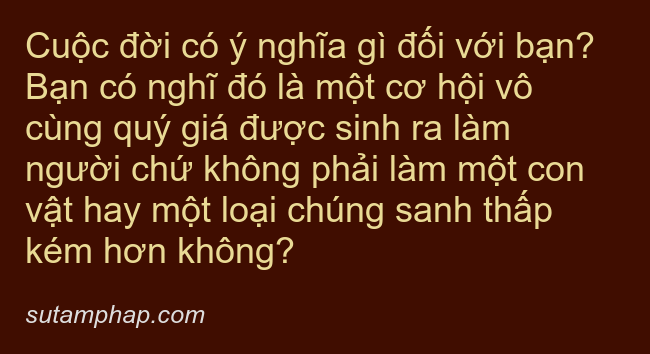 Cuộc đời có ý nghĩa gì đối với bạn?
Bạn có nghĩ đó là một cơ hội vô
cùng quý giá được sinh ra làm
người chứ không phải làm một con
vật hay một loại chúng sanh thấp
kém hơn không?
sutamphap.com